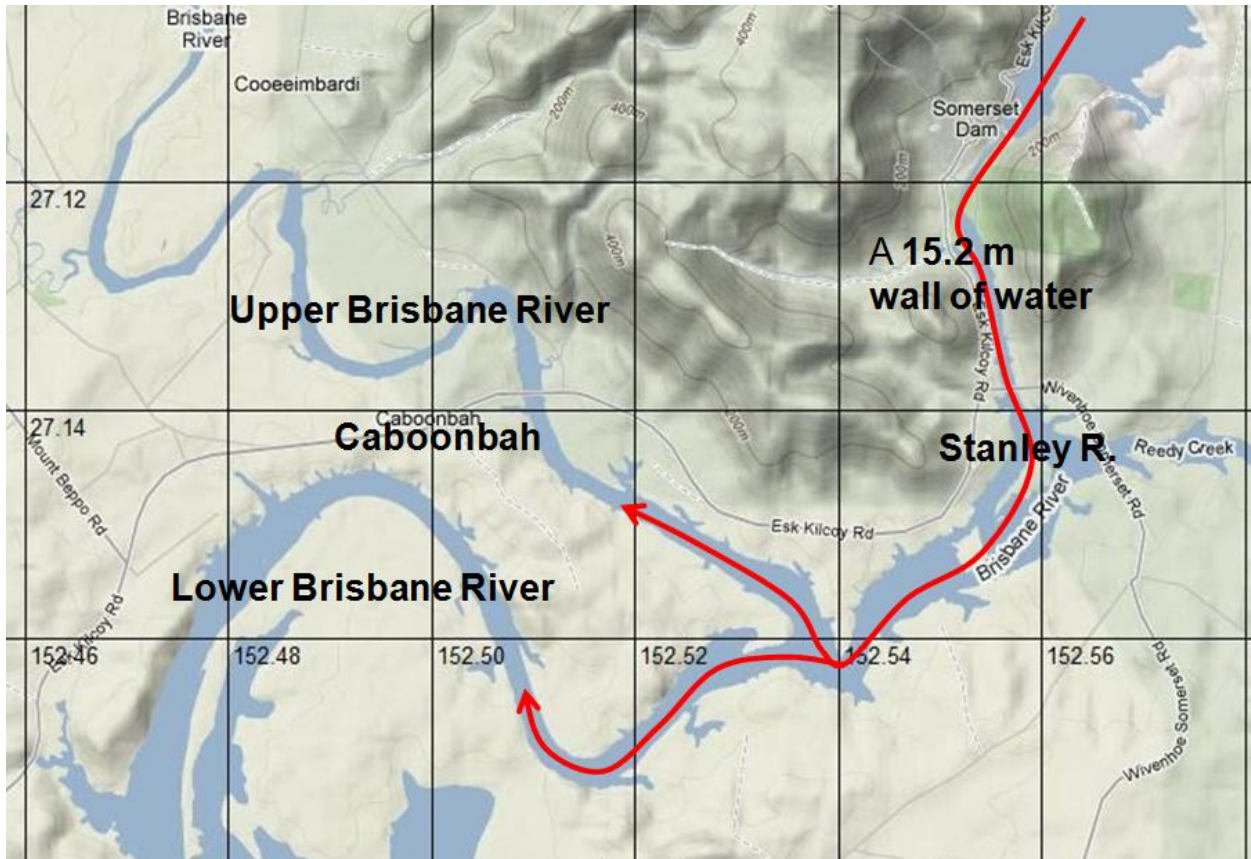 Brisbane
River
Cooeeimbardi
400m
Esk Kilcoy
200m
400m
Somerset
Dam
200m
200m
27.12
400m
A 15.2 m
wall of water
Upper Brisbane River
Esk Kilcoy Rd
Wivenhoe Somerset Rd
27.14
Caboonbah
Caboonbah
200m
Stanley R.
Reedy Creek
Mount Beppo Rd
Esk Kilcoy Rd
Brisbane River
Lower Brisbane River
Esk Kilcoy Rd
152.46
152.48
152.50
152.52
152.54
152.56
Wivenhoe Somerset Rd